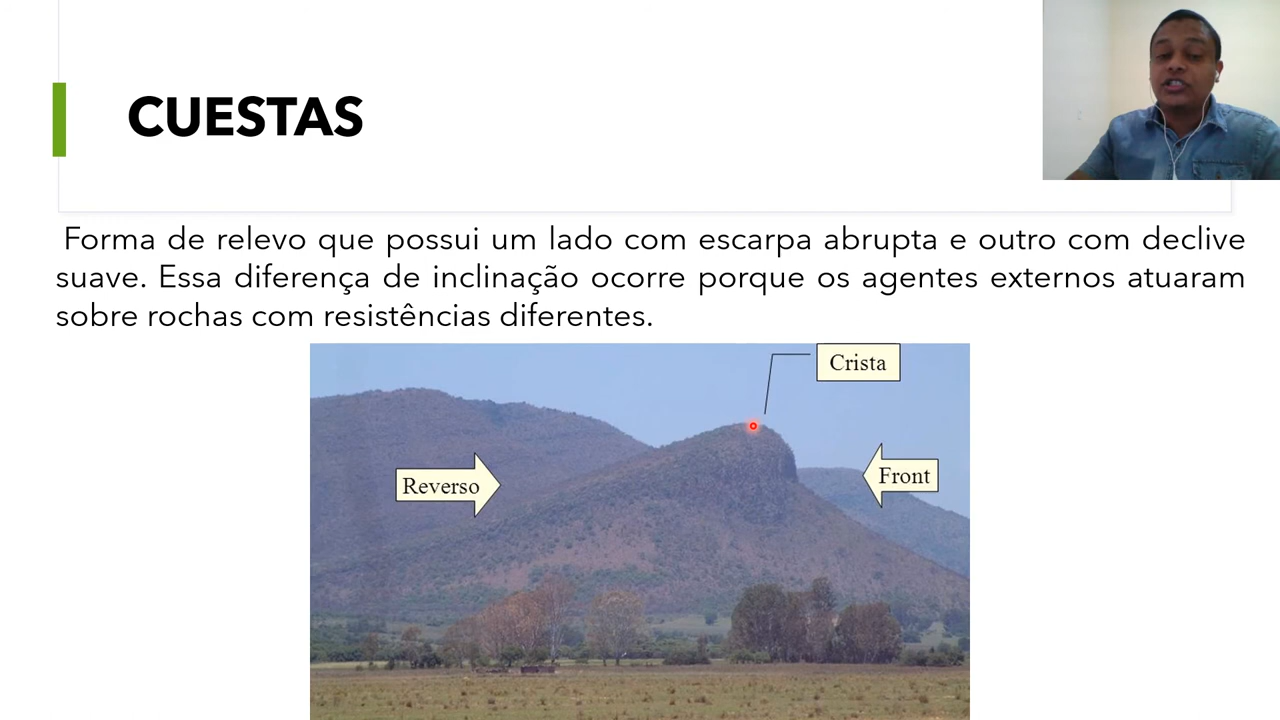 CUESTAS
Forma de relevo que possui um lado com escarpa abrupta e outro com declive
suave. Essa diferença de inclinação ocorre porque os agentes externos atuaram
sobre rochas com resistências diferentes.
Crista
Reverso
Front